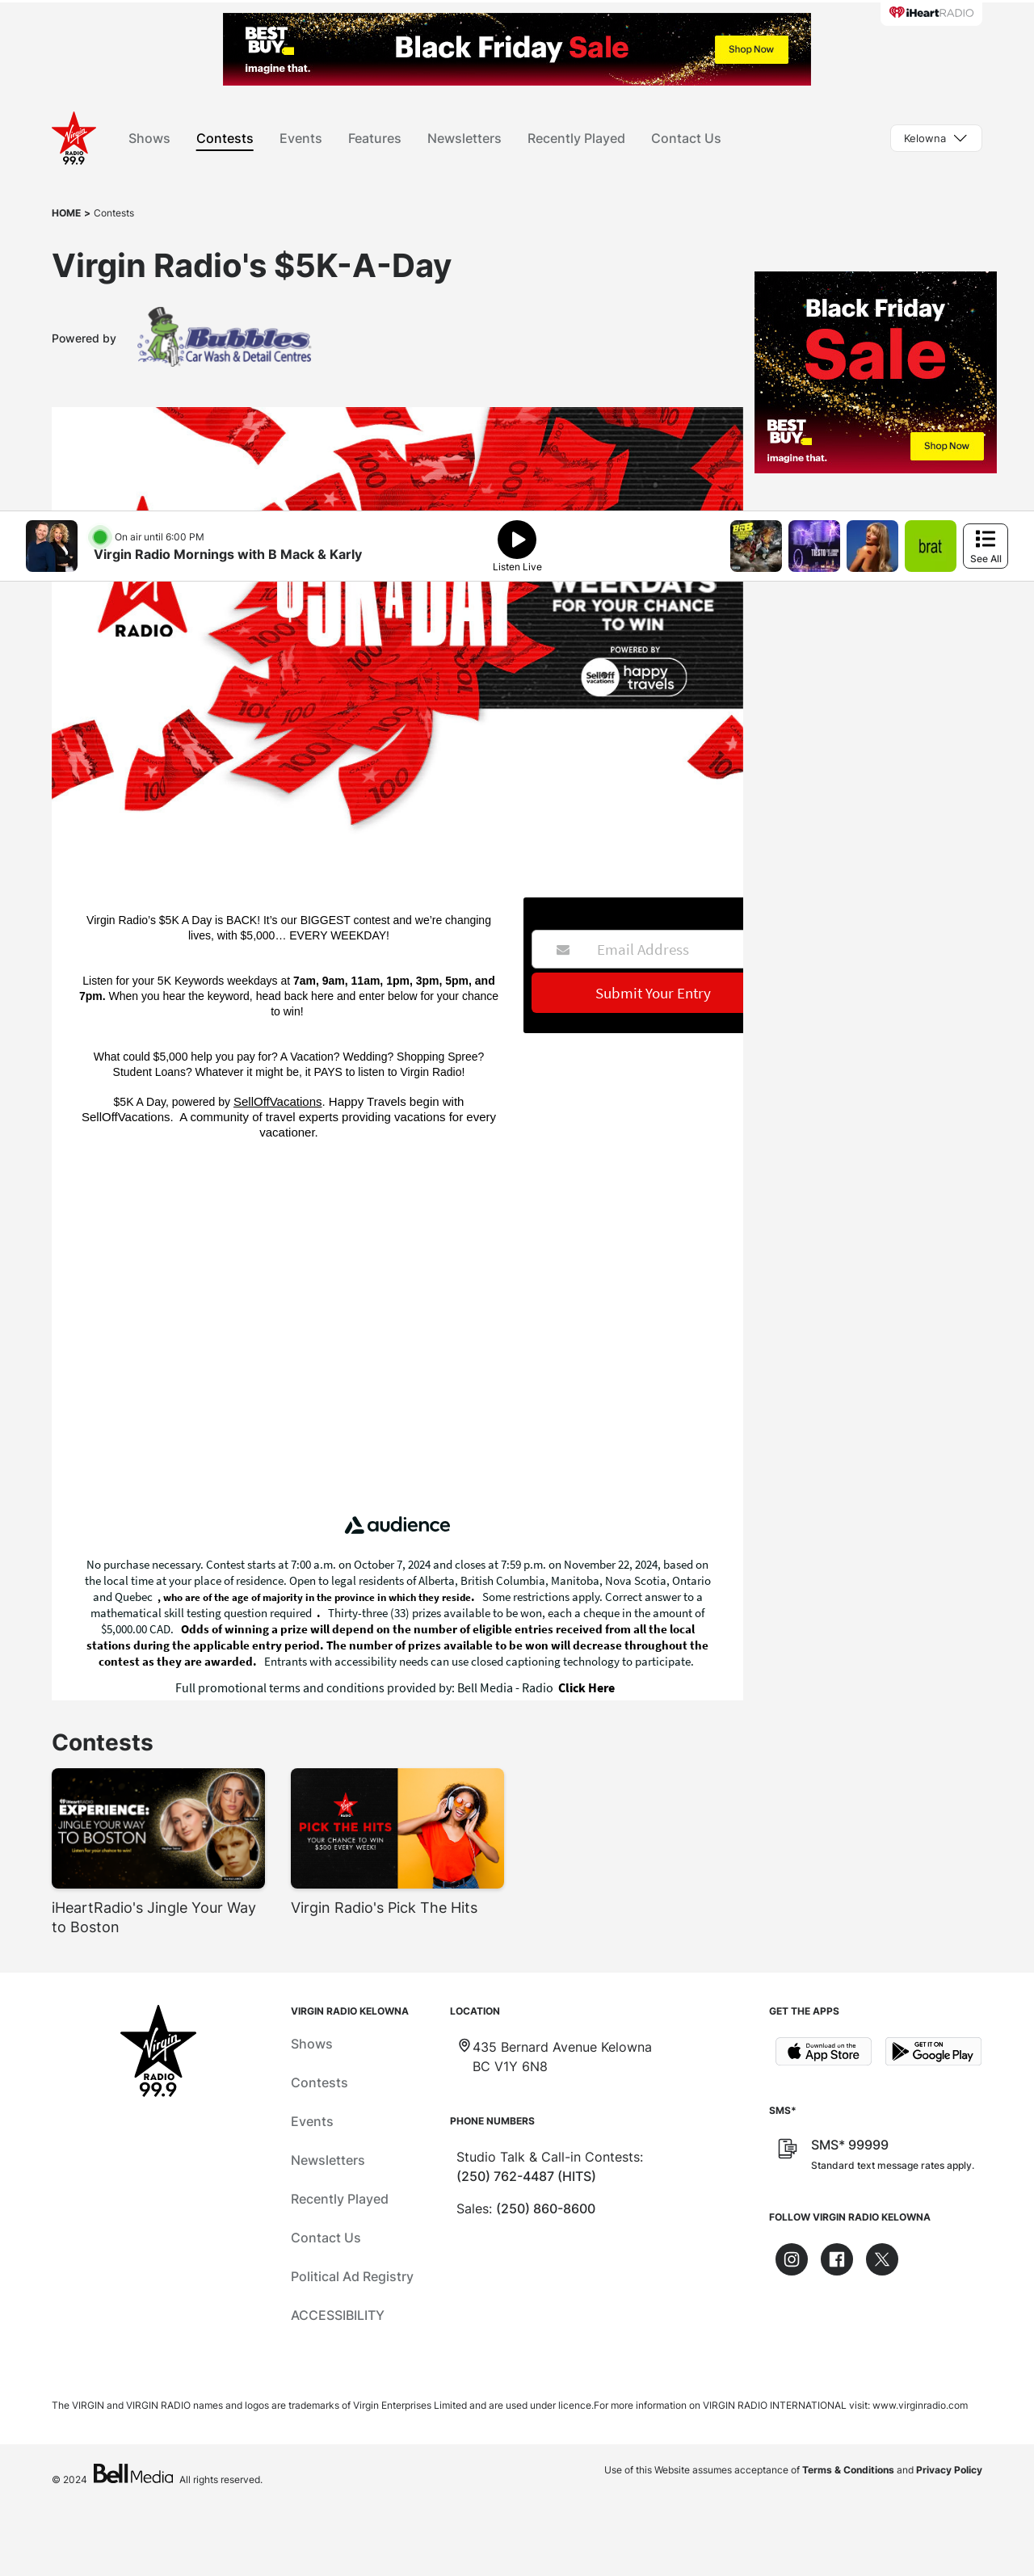 iHeartRADIO
BEST BUY
imagine that.
Black Friday Sale
Shop Now
Virgin
RADIO
99.9
Shows
Contests
Events
Features
Newsletters
Recently Played
Contact Us
Kelowna
HOME > Contests
Virgin Radio's $5K-A-Day
Powered by
Bubbles
Car Wash & Detail Centres
Black Friday
Sale
BEST BUY
imagine that.
Shop Now
On air until 6:00 PM
Virgin Radio Mornings with B Mack & Karly
Listen Live
brat
See All
RADIO
$5K A DAY
WEEKDAYS
FOR YOUR CHANCE
TO WIN
POWERED BY
SellOff
vacations
happy
travels
Virgin Radio's $5K A Day is BACK! It's our BIGGEST contest and we're changing
lives, with $5,000… EVERY WEEKDAY!
Listen for your 5K Keywords weekdays at 7am, 9am, 11am, 1pm, 3pm, 5pm, and
7pm. When you hear the keyword, head back here and enter below for your chance
to win!
What could $5,000 help you pay for? A Vacation? Wedding? Shopping Spree?
Student Loans? Whatever it might be, it PAYS to listen to Virgin Radio!
$5K A Day, powered by SellOffVacations. Happy Travels begin with
SellOffVacations.  A community of travel experts providing vacations for every
vacationer.
Email Address
Submit Your Entry
audience
No purchase necessary. Contest starts at 7:00 a.m. on October 7, 2024 and closes at 7:59 p.m. on November 22, 2024, based on
the local time at your place of residence. Open to legal residents of Alberta, British Columbia, Manitoba, Nova Scotia, Ontario
and Quebec , who are of the age of majority in the province in which they reside. Some restrictions apply. Correct answer to a
mathematical skill testing question required . Thirty-three (33) prizes available to be won, each a cheque in the amount of
$5,000.00 CAD. Odds of winning a prize will depend on the number of eligible entries received from all the local
stations during the applicable entry period. The number of prizes available to be won will decrease throughout the
contest as they are awarded. Entrants with accessibility needs can use closed captioning technology to participate.
Full promotional terms and conditions provided by: Bell Media - Radio Click Here
Contests
iHeartRADIO
EXPERIENCE:
JINGLE YOUR WAY
TO BOSTON
Listen for your chance to win!
Virgin
RADIO
PICK THE HITS
YOUR CHANCE TO WIN
$500 EVERY WEEK!
iHeartRadio's Jingle Your Way
to Boston
Virgin Radio's Pick The Hits
Virgin
RADIO
99.9
VIRGIN RADIO KELOWNA
Shows
Contests
Events
Newsletters
Recently Played
Contact Us
Political Ad Registry
ACCESSIBILITY
LOCATION
435 Bernard Avenue Kelowna
BC V1Y 6N8
PHONE NUMBERS
Studio Talk & Call-in Contests:
(250) 762-4487 (HITS)
Sales: (250) 860-8600
GET THE APPS
Download on the
App Store
GET IT ON
Google Play
SMS*
SMS* 99999
Standard text message rates apply.
FOLLOW VIRGIN RADIO KELOWNA
The VIRGIN and VIRGIN RADIO names and logos are trademarks of Virgin Enterprises Limited and are used under licence.For more information on VIRGIN RADIO INTERNATIONAL visit: www.virginradio.com
© 2024 Bell Media All rights reserved.
Use of this Website assumes acceptance of Terms & Conditions and Privacy Policy